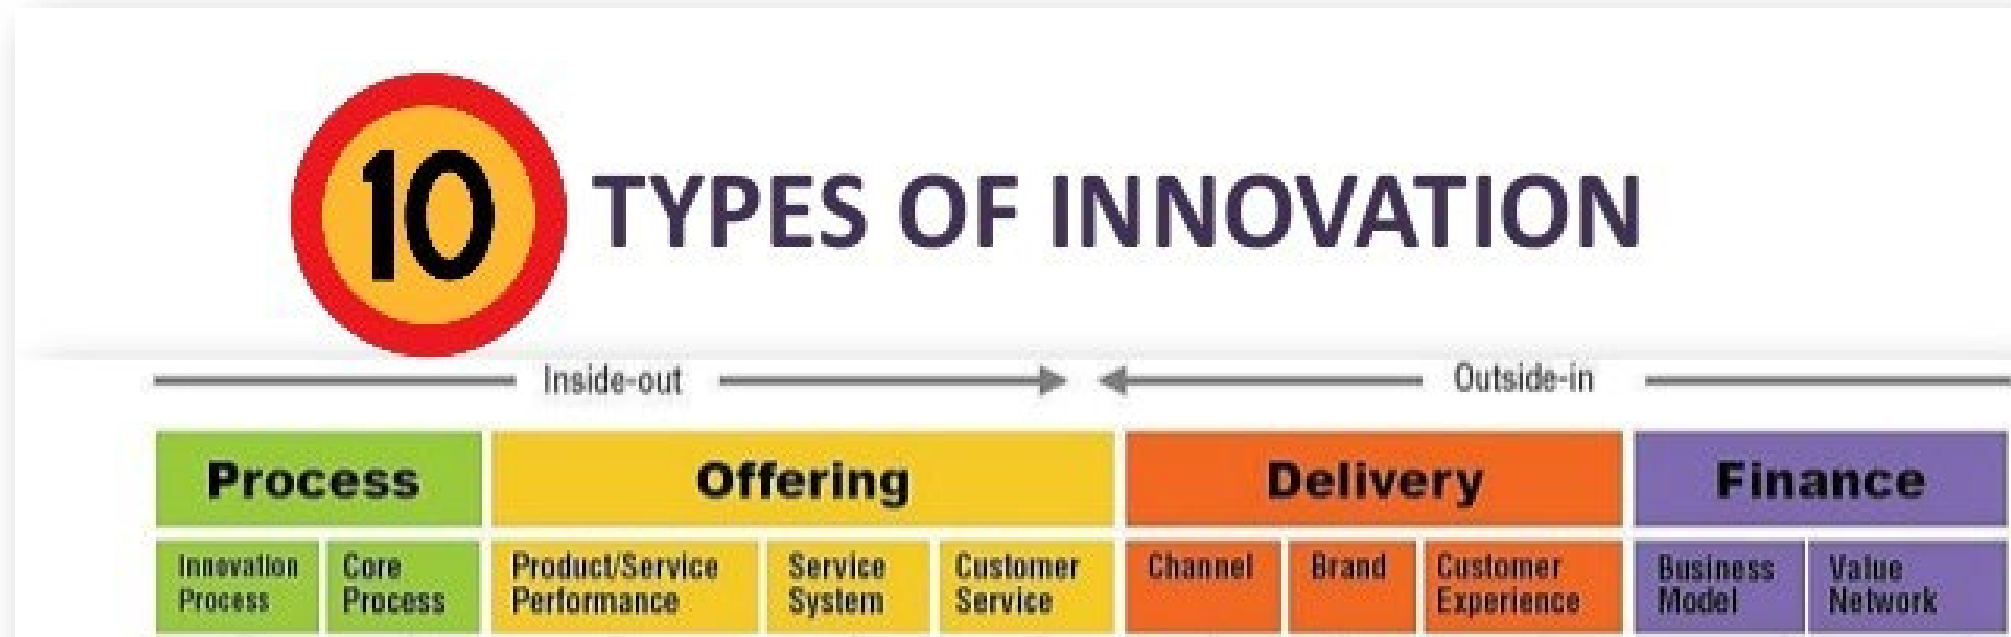 10 TYPES OF INNOVATION
Inside-out Outside-in
Process Offering Delivery Finance
Innovation Process
Core Process
Product/Service Performance
Service System
Customer Service
Channel
Brand
Customer Experience
Business Model
Value Network